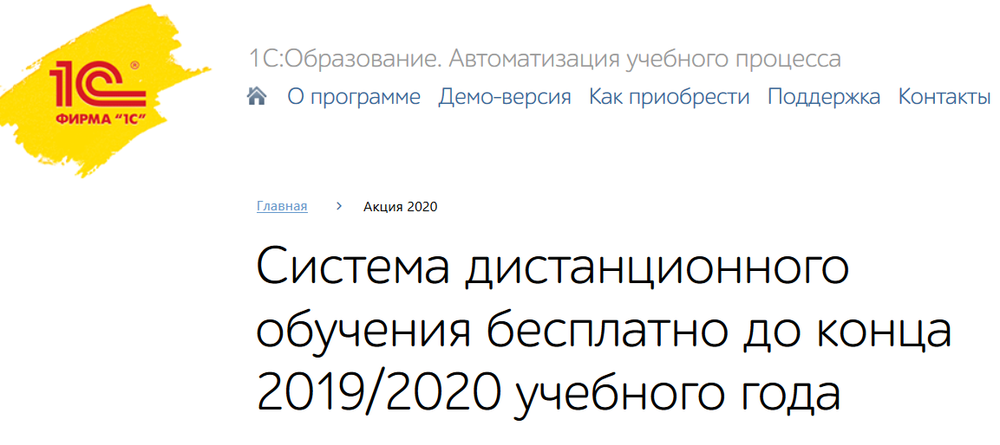 1С®
ФИРМА "1С"
1С:Образование. Автоматизация учебного процесса
О программе Демо-версия Как приобрести Поддержка Контакты
Главная > Акция 2020
Система дистанционного
обучения бесплатно до конца
2019/2020 учебного года